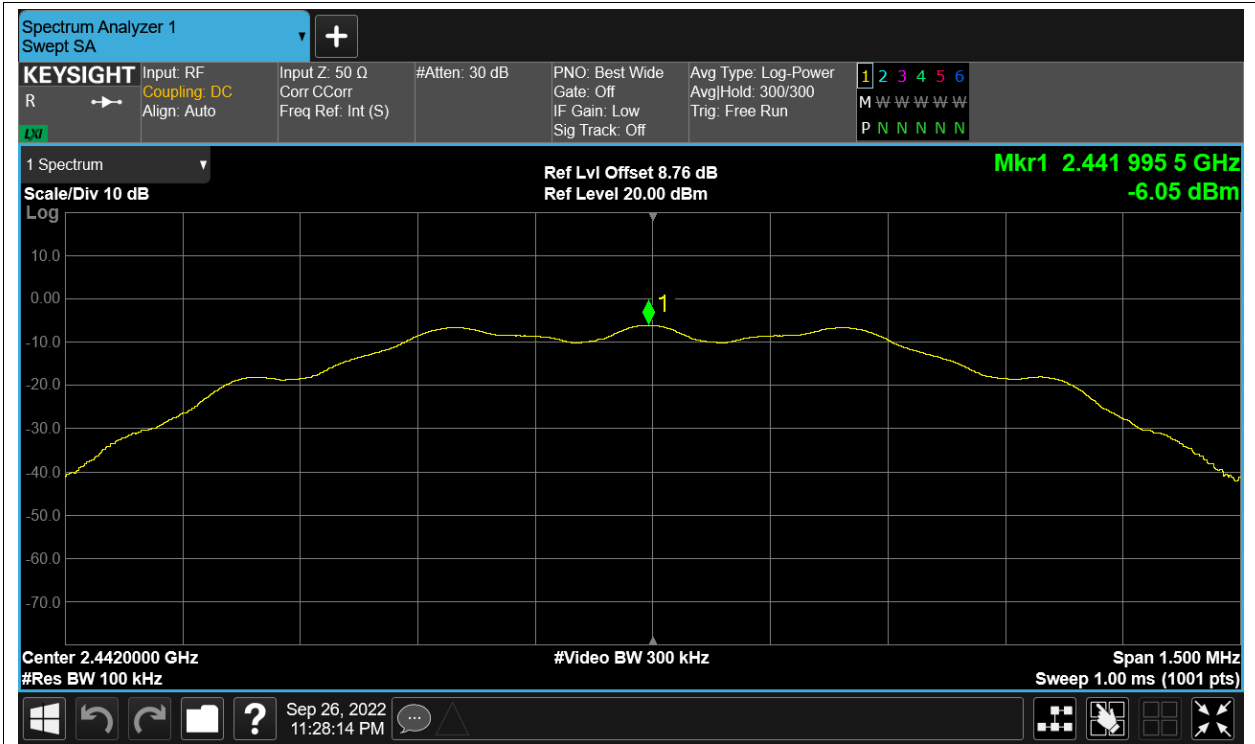 Spectrum Analyzer 1
Swept SA
KEYSIGHT
R
LXI
Input: RF
Coupling: DC
Align: Auto
Input Z: 50 Ω
Corr CCorr
Freq Ref: Int (S)
#Atten: 30 dB
PNO: Best Wide
Gate: Off
IF Gain: Low
Sig Track: Off
Avg Type: Log-Power
Avg|Hold: 300/300
Trig: Free Run
1 2 3 4 5 6
M W W W W W
P N N N N N
1 Spectrum
Scale/Div 10 dB
Log
Ref Lvl Offset 8.76 dB
Ref Level 20.00 dBm
Mkr1 2.441 995 5 GHz
-6.05 dBm
10.0
0.00
1
-10.0
-20.0
-30.0
-40.0
-50.0
-60.0
-70.0
Center 2.4420000 GHz
#Video BW 300 kHz
Span 1.500 MHz
#Res BW 100 kHz
Sweep 1.00 ms (1001 pts)
?
Sep 26, 2022
11:28:14 PM